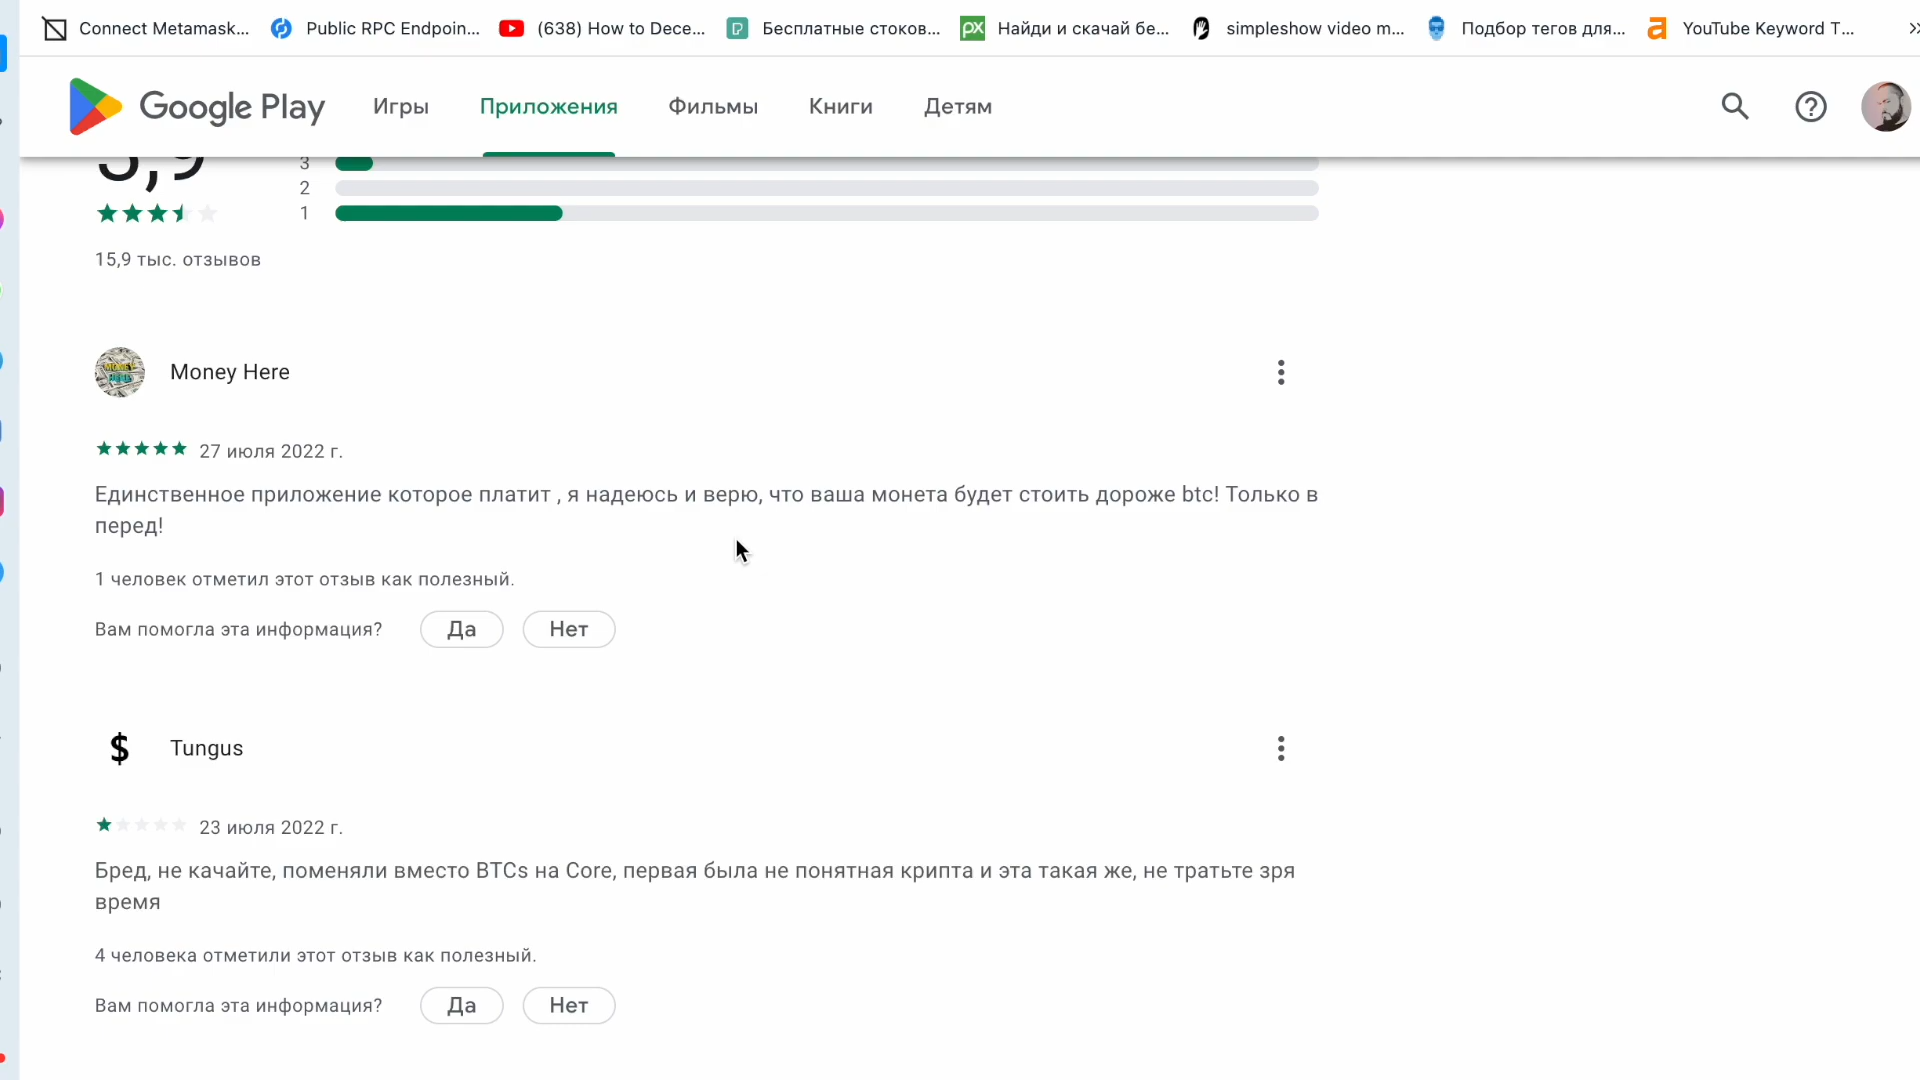 Connect Metamask...
Public RPC Endpoin...
(638) How to Dece...
Бесплатные стоков...
px
Найди и скачай бе...
simpleshow video m...
Подбор тегов для...
YouTube Keyword T...
Google Play
Игры
Приложения
Фильмы
Книги
Детям
3,9
3
2
1
15,9 тыс. отзывов
Money Here
27 июля 2022 г.
Единственное приложение которое платит , я надеюсь и верю, что ваша монета будет стоить дороже btc! Только в
перед!
1 человек отметил этот отзыв как полезный.
Вам помогла эта информация?
Да
Нет
$
Tungus
23 июля 2022 г.
Бред, не качайте, поменяли вместо BTCs на Core, первая была не понятная крипта и эта такая же, не тратьте зря
время
4 человека отметили этот отзыв как полезный.
Вам помогла эта информация?
Да
Нет